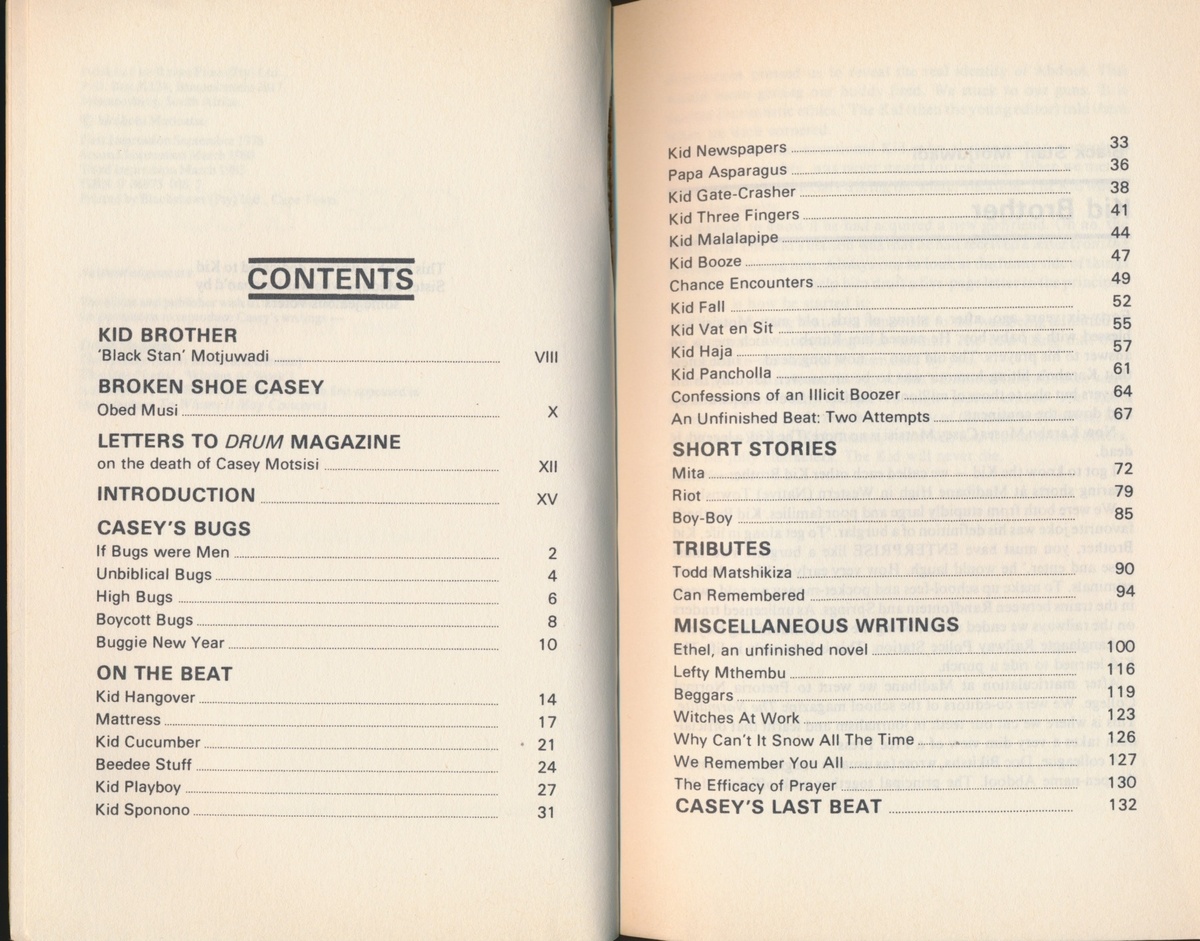 CONTENTS
KID BROTHER
'Black Stan' Motjuwadi VIII
BROKEN SHOE CASEY
Obed Musi X
LETTERS TO DRUM MAGAZINE
on the death of Casey Motsisi XII
INTRODUCTION XV
CASEY'S BUGS
If Bugs were Men 2
Unbiblical Bugs 4
High Bugs 6
Boycott Bugs 8
Buggie New Year 10
ON THE BEAT
Kid Hangover 14
Mattress 17
Kid Cucumber 21
Beedee Stuff 24
Kid Playboy 27
Kid Sponono 31
Kid Newspapers 33
Papa Asparagus 36
Kid Gate-Crasher 38
Kid Three Fingers 41
Kid Malalapipe 44
Kid Booze 47
Chance Encounters 49
Kid Fall 52
Kid Vat en Sit 55
Kid Haja 57
Kid Pancholla 61
Confessions of an Illicit Boozer 64
An Unfinished Beat: Two Attempts 67
SHORT STORIES
Mita 72
Riot 79
Boy-Boy 85
TRIBUTES
Todd Matshikiza 90
Can Remembered 94
MISCELLANEOUS WRITINGS
Ethel, an unfinished novel 100
Lefty Mthembu 116
Beggars 119
Witches At Work 123
Why Can't It Snow All The Time 126
We Remember You All 127
The Efficacy of Prayer 130
CASEY'S LAST BEAT 132